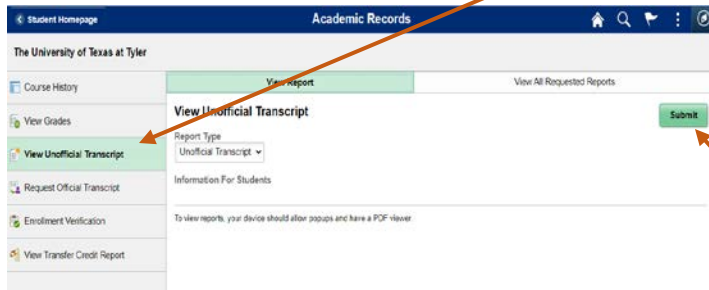 Student Homepage
Academic Records
The University of Texas at Tyler
Course History
View Grades
View Unofficial Transcript
Request Official Transcript
Enrollment Verification
View Transfer Credit Report
View Report
View All Requested Reports
View Unofficial Transcript
Submit
Report Type
Unofficial Transcript
Information For Students
To view reports, your device should allow popups and have a PDF viewer